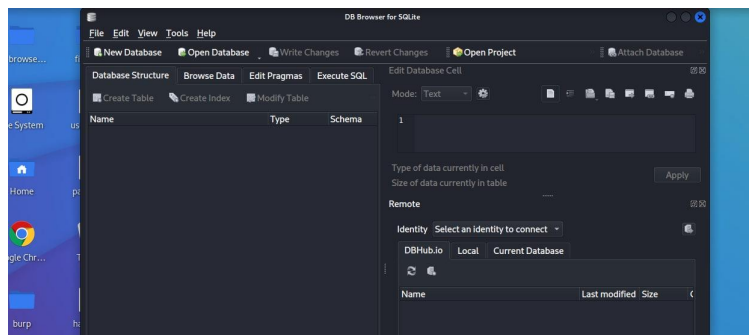 DB Browser for SQLite
File Edit View Tools Help
New Database Open Database Write Changes Revert Changes Open Project Attach Database
Database Structure Browse Data Edit Pragmas Execute SQL
Create Table Create Index Modify Table
Name Type Schema
Edit Database Cell
Mode: Text
1
Type of data currently in cell
Size of data currently in table
Apply
Remote
Identity Select an identity to connect
DBHub.io Local Current Database
Name Last modified Size
browse...
e System
us
Home
pa
ogle Chr...
burp
ha